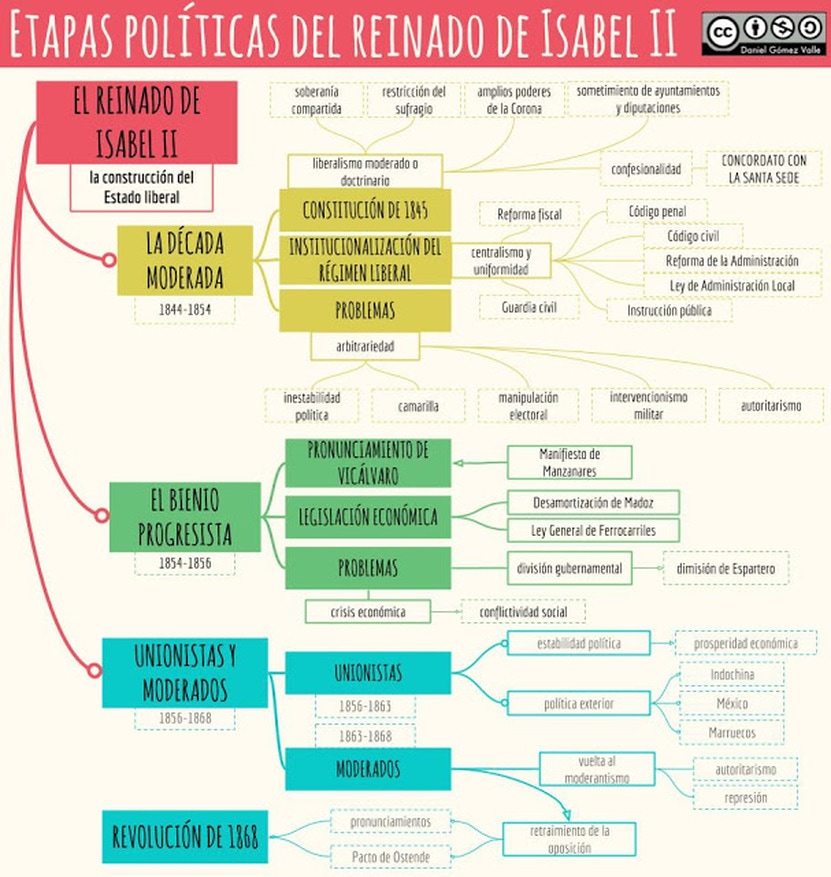 ETAPAS POLÍTICAS DEL REINADO DE ISABEL II
cc
Daniel Gómez Valle
EL REINADO DE
ISABEL II
la construcción del
Estado liberal
soberanía
compartida
restricción del
sufragio
amplios poderes
de la Corona
sometimiento de ayuntamientos
y diputaciones
liberalismo moderado o
doctrinario
confesionalidad
CONCORDATO CON
LA SANTA SEDE
LA DÉCADA
MODERADA
1844-1854
CONSTITUCIÓN DE 1845
INSTITUCIONALIZACIÓN DEL
RÉGIMEN LIBERAL
Reforma fiscal
centralismo y
uniformidad
Guardia civil
Código penal
Código civil
Reforma de la Administración
Ley de Administración Local
Instrucción pública
PROBLEMAS
arbitrariedad
inestabilidad
política
camarilla
manipulación
electoral
intervencionismo
militar
autoritarismo
EL BIENIO
PROGRESISTA
1854-1856
PRONUNCIAMIENTO DE
VICÁLVARO
Manifiesto de
Manzanares
LEGISLACIÓN ECONÓMICA
Desamortización de Madoz
Ley General de Ferrocarriles
PROBLEMAS
división gubernamental
dimisión de Espartero
crisis económica
conflictividad social
UNIONISTAS Y
MODERADOS
1856-1868
UNIONISTAS
1856-1863
estabilidad política
prosperidad económica
política exterior
Indochina
México
Marruecos
1863-1868
MODERADOS
vuelta al
moderantismo
autoritarismo
represión
retraimiento de la
oposición
pronunciamientos
Pacto de Ostende
REVOLUCIÓN DE 1868